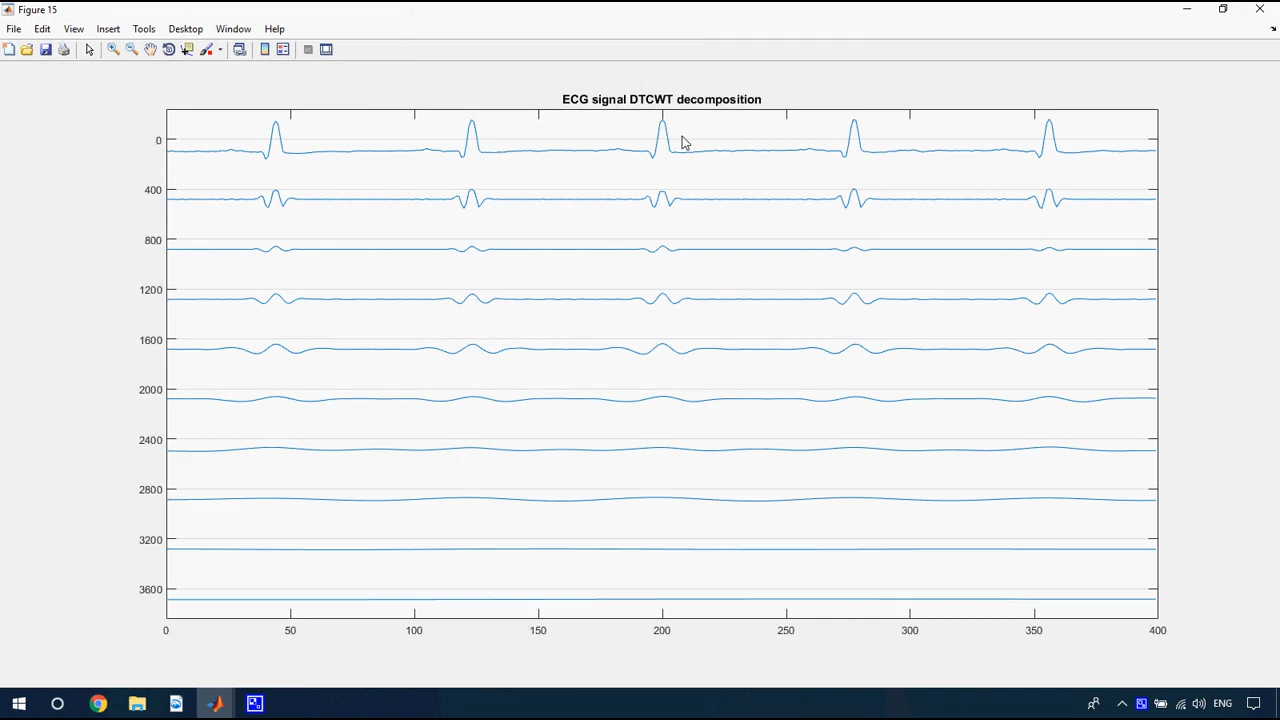 Figure 15
File Edit View Insert Tools Desktop Window Help
ECG signal DTCWT decomposition
0
400
800
1200
1600
2000
2400
2800
3200
3600
0 50 100 150 200 250 300 350 400
ENG